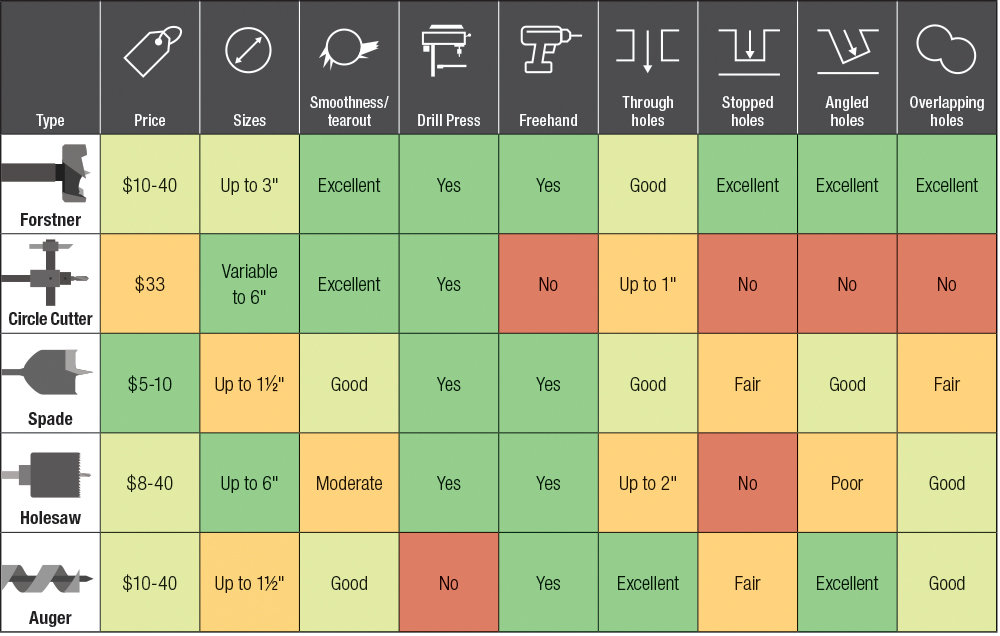 Type
Price
Sizes
Smoothness/
tearout
Drill Press
Freehand
Through
holes
Stopped
holes
Angled
holes
Overlapping
holes
Forstner
$10-40
Up to 3"
Excellent
Yes
Yes
Good
Excellent
Excellent
Excellent
Circle Cutter
$33
Variable
to 6"
Excellent
Yes
No
Up to 1"
No
No
No
Spade
$5-10
Up to 1½"
Good
Yes
Yes
Good
Fair
Good
Fair
Holesaw
$8-40
Up to 6"
Moderate
Yes
Yes
Up to 2"
No
Poor
Good
Auger
$10-40
Up to 1½"
Good
No
Yes
Excellent
Fair
Excellent
Good